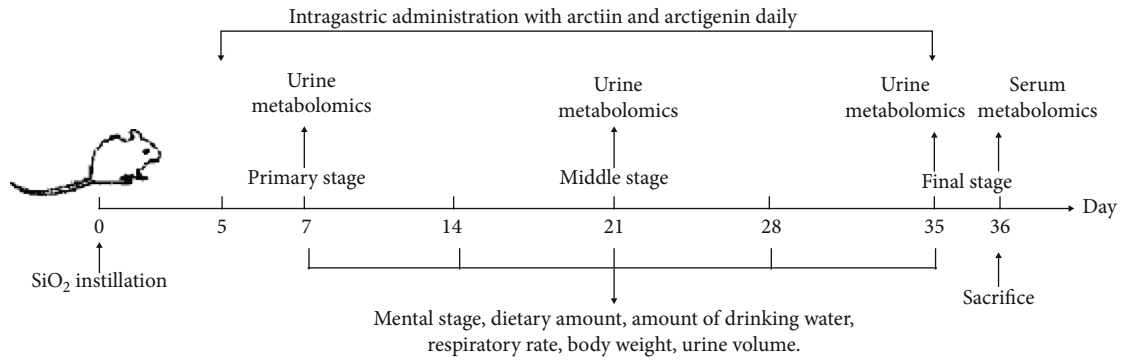 Intragastric administration with arctiin and arctigenin daily
Urine
metabolomics
Urine
metabolomics
Urine
metabolomics
Serum
metabolomics
Primary stage
Middle stage
Final stage
0
5
7
14
21
28
35
36
Day
SiO₂ instillation
Sacrifice
Mental stage, dietary amount, amount of drinking water,
respiratory rate, body weight, urine volume.